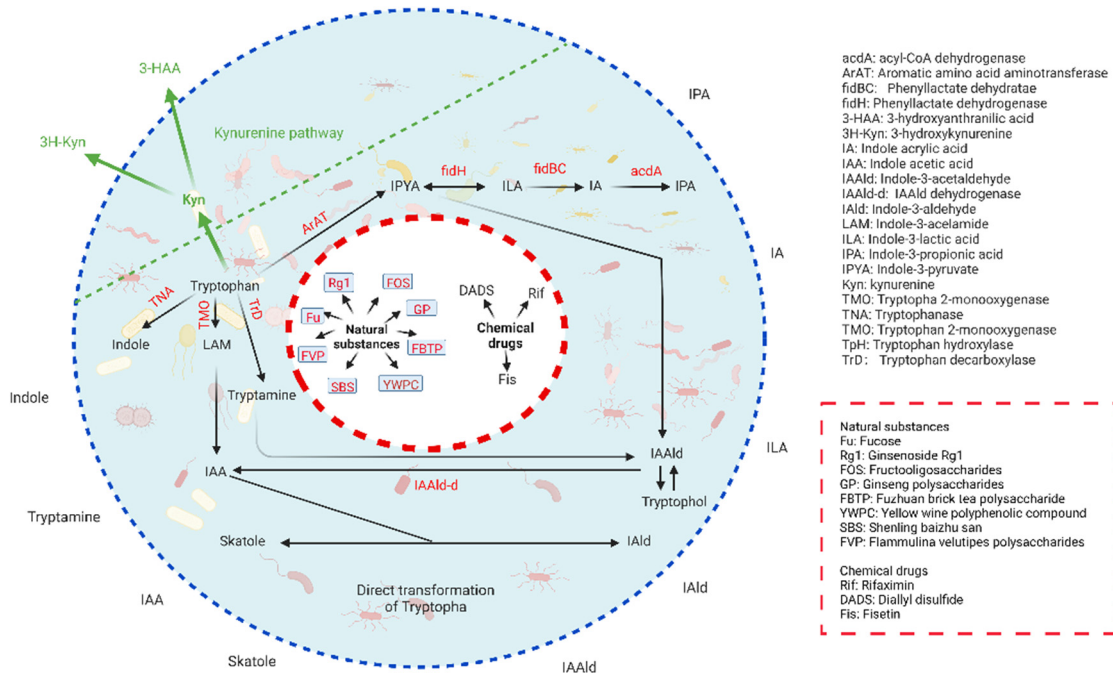 3-HAA
3H-Kyn
Kynurenine pathway
Kyn
IPA
IPYA
fidH
ILA
fidBC
IA
acdA
IPA
ArAT
Tryptophan
TNA
TMO
TrD
Indole
LAM
Tryptamine
Rg1
FOS
Fu
GP
Natural
substances
FVP
FBTP
SBS
YWPC
DADS
Rif
Chemical
drugs
Fis
IA
Indole
ILA
IAA
IAAld-d
IAAld
Tryptophol
Tryptamine
Skatole
IAld
Direct transformation
of Tryptopha
IAA
IAld
Skatole
IAAld
acdA: acyl-CoA dehydrogenase
ArAT: Aromatic amino acid aminotransferase
fidBC: Phenyllactate dehydratae
fidH: Phenyllactate dehydrogenase
3-HAA: 3-hydroxyanthranilic acid
3H-Kyn: 3-hydroxykynurenine
IA: Indole acrylic acid
IAA: Indole acetic acid
IAAld: Indole-3-acetaldehyde
IAAld-d: IAAld dehydrogenase
IAld: Indole-3-aldehyde
LAM: Indole-3-acelamide
ILA: Indole-3-lactic acid
IPA: Indole-3-propionic acid
IPYA: Indole-3-pyruvate
Kyn: kynurenine
TMO: Tryptopha 2-monooxygenase
TNA: Tryptophanase
TMO: Tryptophan 2-monooxygenase
TpH: Tryptophan hydroxylase
TrD: Tryptophan decarboxylase
Natural substances
Fu: Fucose
Rg1: Ginsenoside Rg1
FOS: Fructooligosaccharides
GP: Ginseng polysaccharides
FBTP: Fuzhuan brick tea polysaccharide
YWPC: Yellow wine polyphenolic compound
SBS: Shenling baizhu san
FVP: Flammulina velutipes polysaccharides
Chemical drugs
Rif: Rifaximin
DADS: Diallyl disulfide
Fis: Fisetin